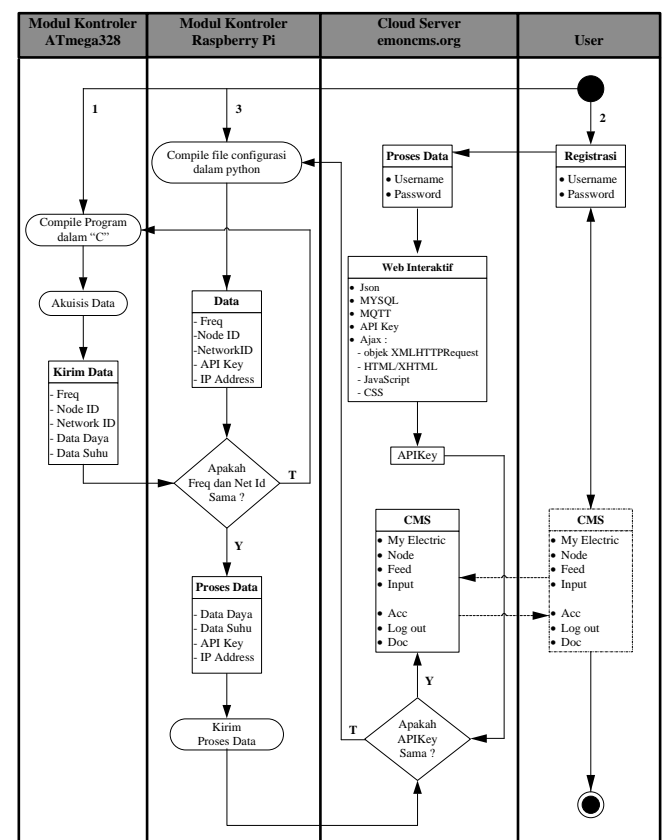 Modul Kontroler
ATmega328
Modul Kontroler
Raspberry Pi
Cloud Server
emoncms.org
User
1
3
2
Compile file configurasi
dalam python
Proses Data
• Username
• Password
Registrasi
• Username
• Password
Compile Program
dalam “C”
Akuisis Data
Kirim Data
- Freq
- Node ID
- Network ID
- Data Daya
- Data Suhu
Data
- Freq
-Node ID
-NetworkID
- API Key
- IP Address
Web Interaktif
• Json
• MYSQL
• MQTT
• API Key
• Ajax :
- objek XMLHTTPRequest
- HTML/XHTML
- JavaScript
- CSS
Apakah
Freq dan Net Id
Sama ?
T
Y
APIKey
Proses Data
- Data Daya
- Data Suhu
- API Key
- IP Address
Kirim
Proses Data
CMS
• My Electric
• Node
• Feed
• Input
• Acc
• Log out
• Doc
CMS
• My Electric
• Node
• Feed
• Input
• Acc
• Log out
• Doc
Y
T
Apakah
APIKey
Sama ?